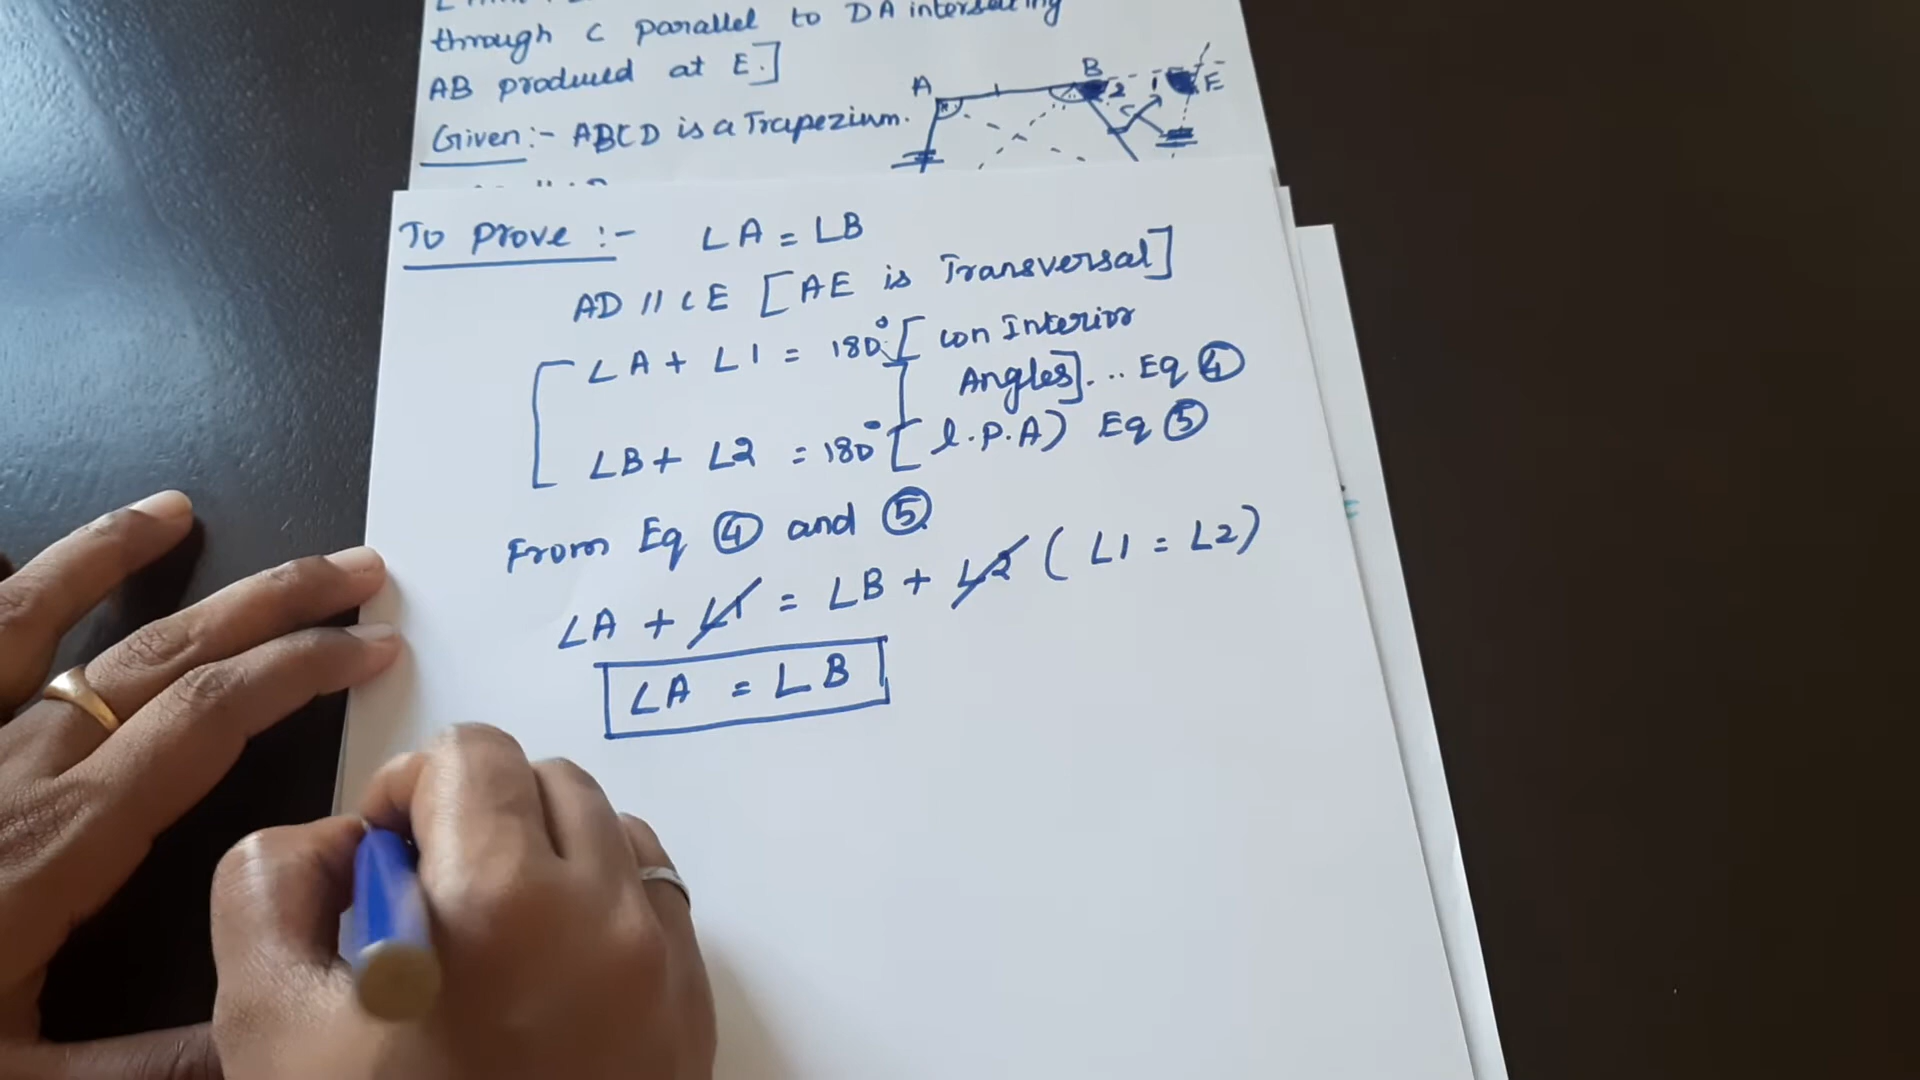 through C parallel to DA intersecting
AB produced at E.]
Given:- ABCD is a Trapezium.
A B 2 1 E
To prove :- ∠A = ∠B
AD // CE [AE is Transversal]
∠A + ∠1 = 180° [con Interior
Angles]... Eq ④
∠B + ∠2 = 180° [l.P.A) Eq ⑤
From Eq ④ and ⑤
∠A + ∠1 = ∠B + ∠2 (∠1 = ∠2)
∠A = ∠B